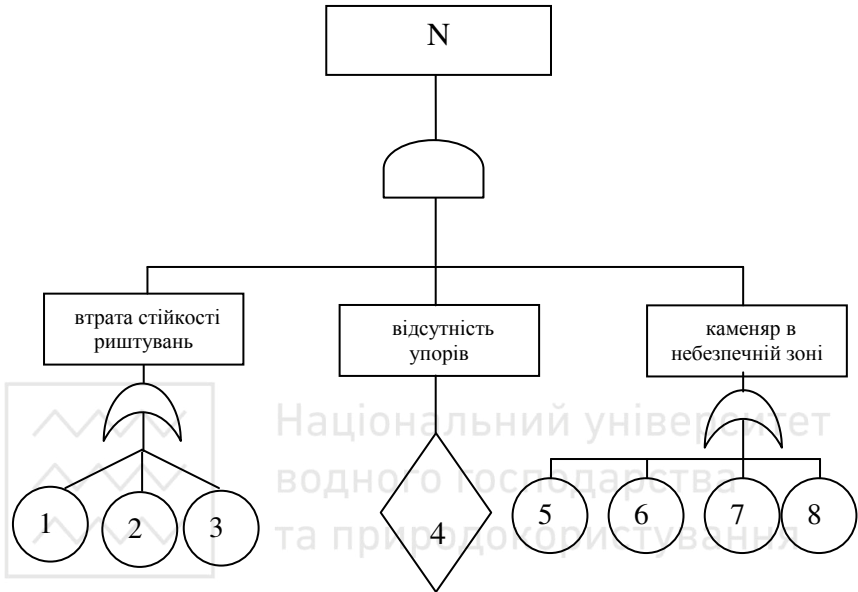 N
втрата стійкості
риштувань
відсутність
упорів
каменяр в
небезпечній зоні
Національний університет
водного господарства
та природокористування
1
2
3
4
5
6
7
8